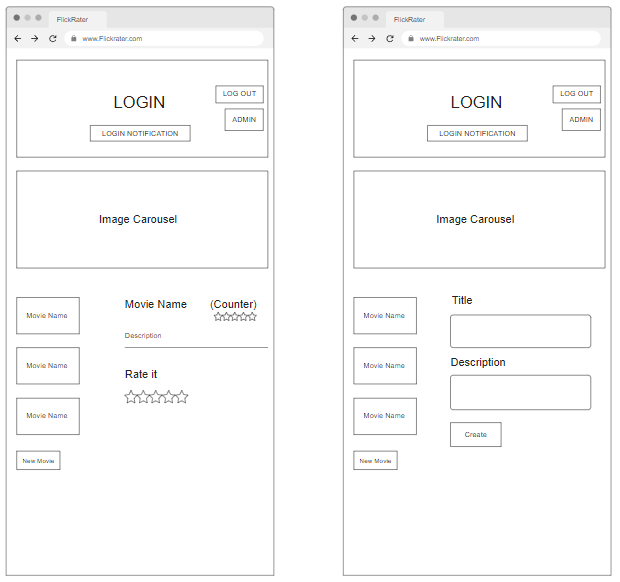 FlickRater
www.Flickrater.com
LOGIN
LOG OUT
ADMIN
LOGIN NOTIFICATION
Image Carousel
Movie Name
Movie Name
Movie Name
New Movie
Movie Name (Counter)
Description
Rate it
FlickRater
www.Flickrater.com
LOGIN
LOG OUT
ADMIN
LOGIN NOTIFICATION
Image Carousel
Movie Name
Movie Name
Movie Name
New Movie
Title
Description
Create